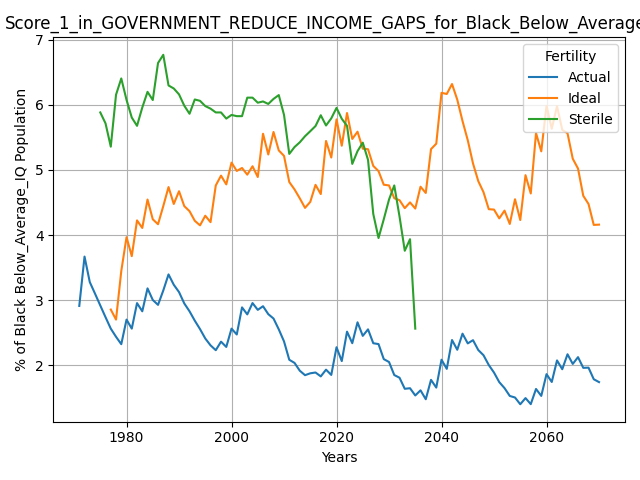 Score_1_in_GOVERNMENT_REDUCE_INCOME_GAPS_for_Black_Below_Average
7
6
5
4
3
2
% of Black Below_Average_IQ Population
Fertility
Actual
Ideal
Sterile
1980
2000
2020
2040
2060
Years